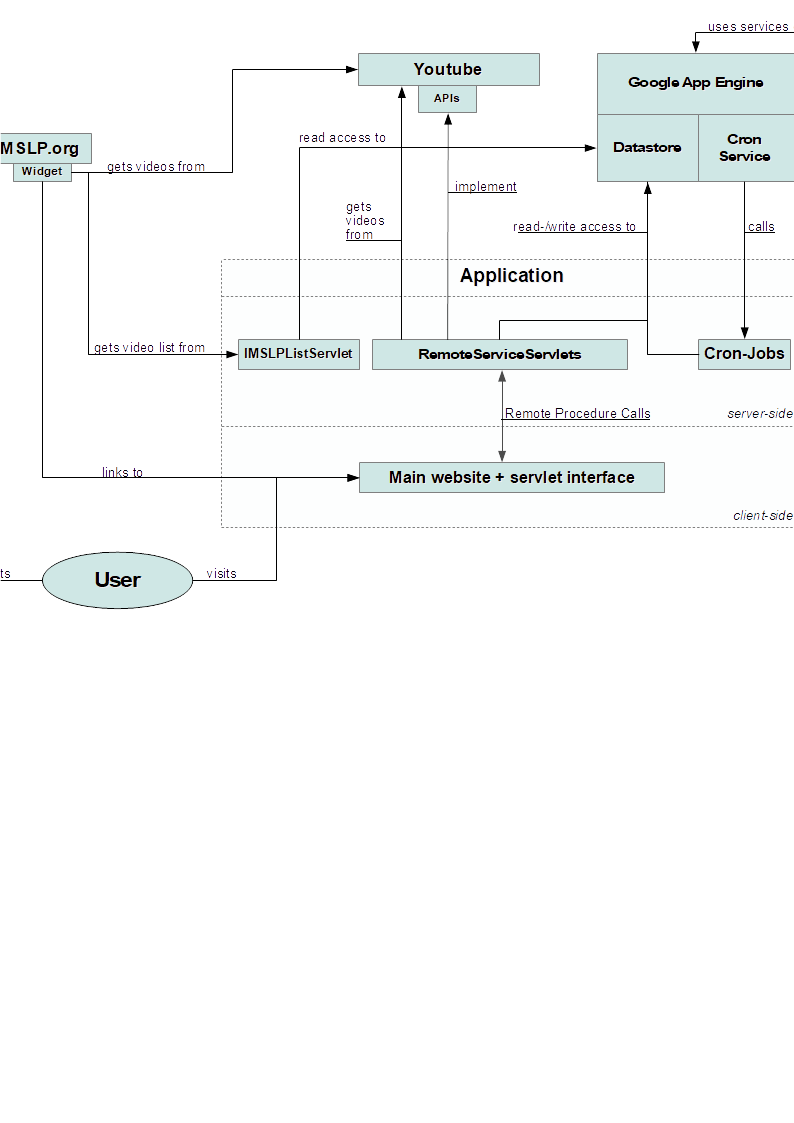 uses services
Youtube
APIs
Google App Engine
Datastore
Cron
Service
MSLP.org
Widget
gets videos from
read access to
implement
gets
videos
from
read-/write access to
calls
Application
gets video list from
IMSLPListServlet
RemoteServiceServlets
Cron-Jobs
Remote Procedure Calls
server-side
links to
Main website + servlet interface
client-side
ts
User
visits